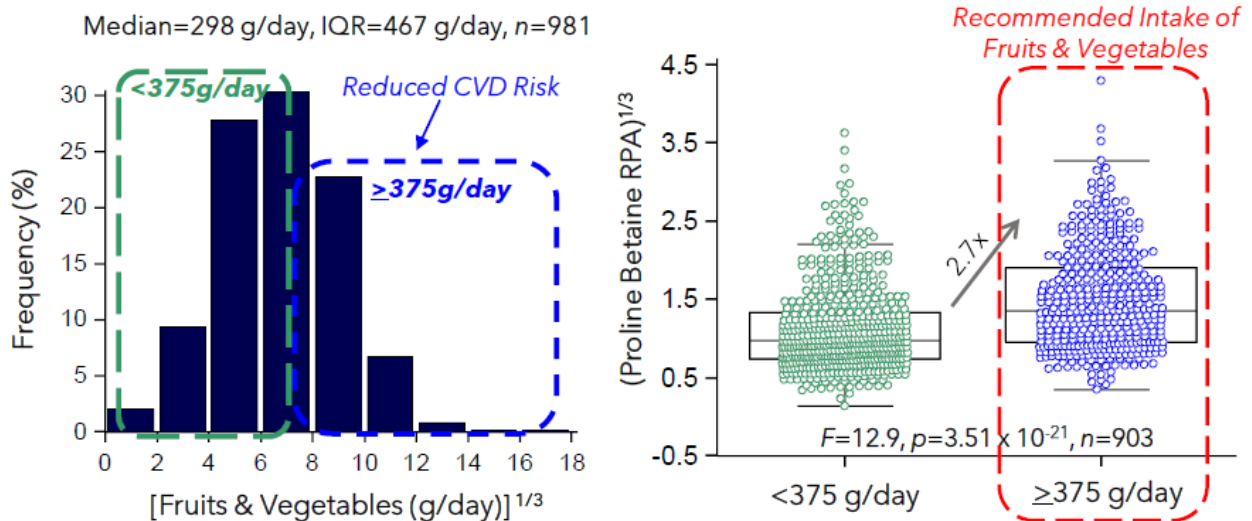 Median=298 g/day, IQR=467 g/day, n=981
<375g/day
Reduced CVD Risk
≥375g/day
Frequency (%)
30
25
20
15
10
5
0
0 2 4 6 8 10 12 14 16 18
[Fruits & Vegetables (g/day)]¹/³
Recommended Intake of
Fruits & Vegetables
(Proline Betaine RPA)¹/³
4.5
3.5
2.5
1.5
0.5
-0.5
2.7x
F=12.9, p=3.51 x 10⁻²¹, n=903
<375 g/day
≥375 g/day